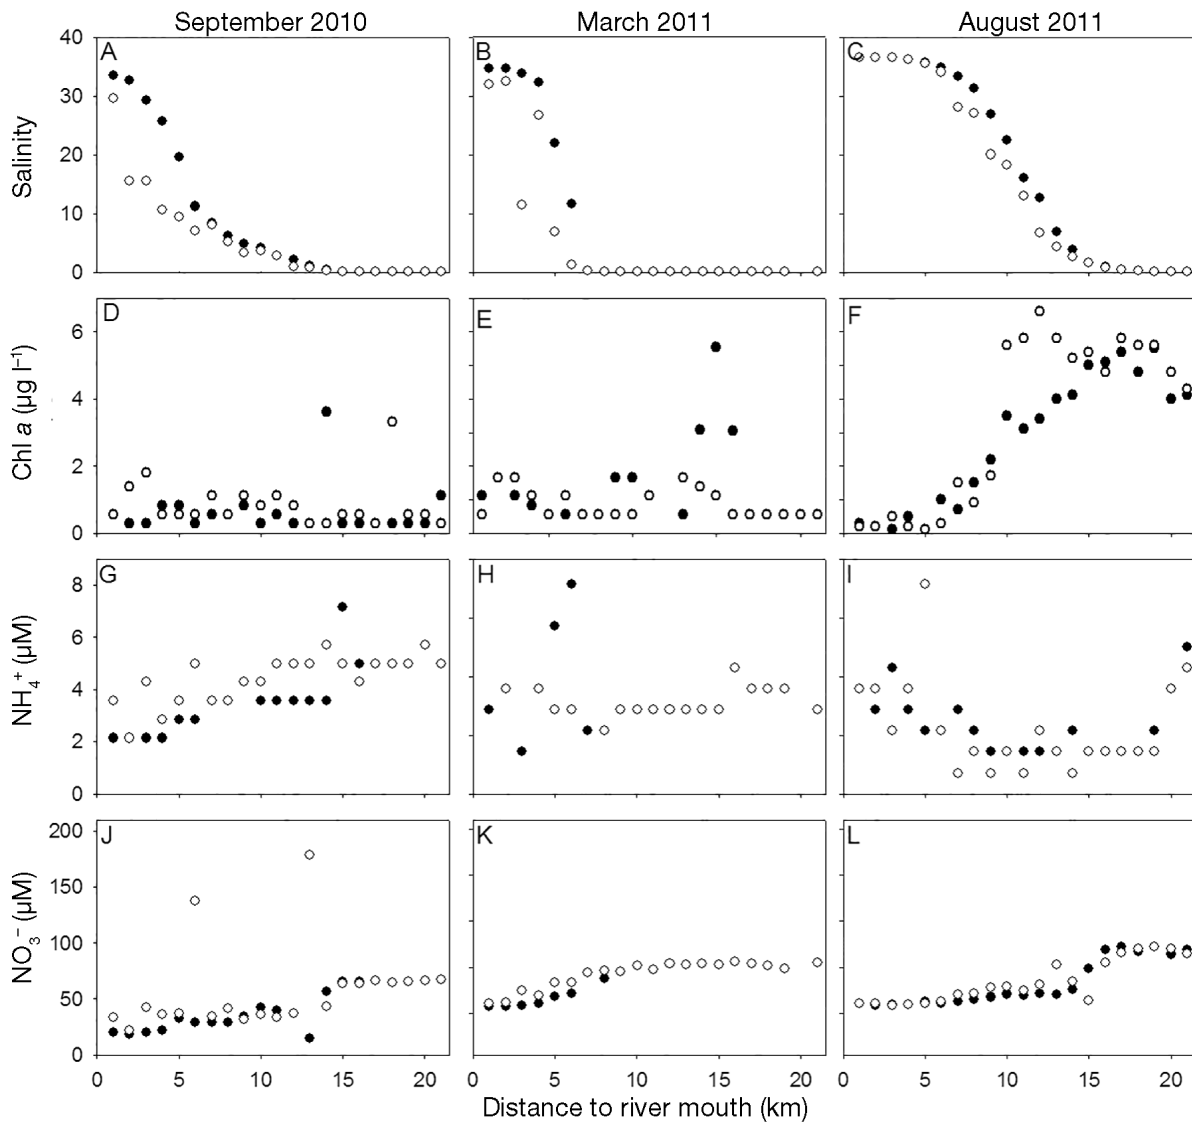 September 2010 March 2011 August 2011
40 A B C
30
20
10
0
Salinity
D E F
6
4
2
0
Chl a (µg l⁻¹)
G H I
8
6
4
2
0
NH₄⁺ (µM)
J K L
200
150
100
50
0
NO₃⁻ (µM)
0 5 10 15 20 0 5 10 15 20 0 5 10 15 20
Distance to river mouth (km)